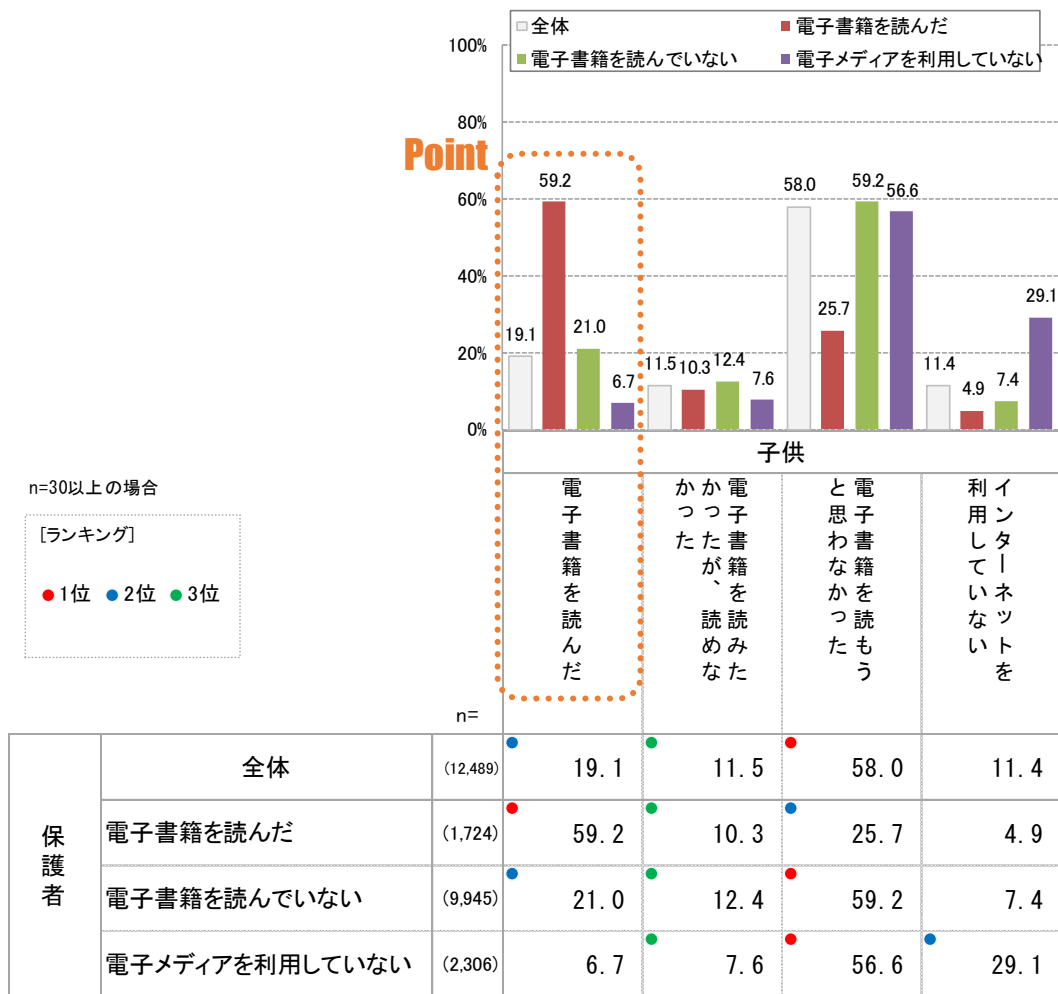 全体 電子書籍を読んだ
電子書籍を読んでいない 電子メディアを利用していない
100%
80%
60%
40%
20%
0%
Point
19.1 59.2 21.0 6.7
11.5 10.3 12.4 7.6
58.0 25.7 59.2 56.6
11.4 4.9 7.4 29.1
子供
電子書籍を読んだ
電子書籍を読みた
かったが、読めな
かった
電子書籍を読もう
と思わなかった
インターネットを
利用していない
n=30以上の場合
[ランキング]
●1位 ●2位 ●3位
n=
保護者
全体 (12,489) 19.1 11.5 58.0 11.4
電子書籍を読んだ (1,724) 59.2 10.3 25.7 4.9
電子書籍を読んでいない (9,945) 21.0 12.4 59.2 7.4
電子メディアを利用していない (2,306) 6.7 7.6 56.6 29.1